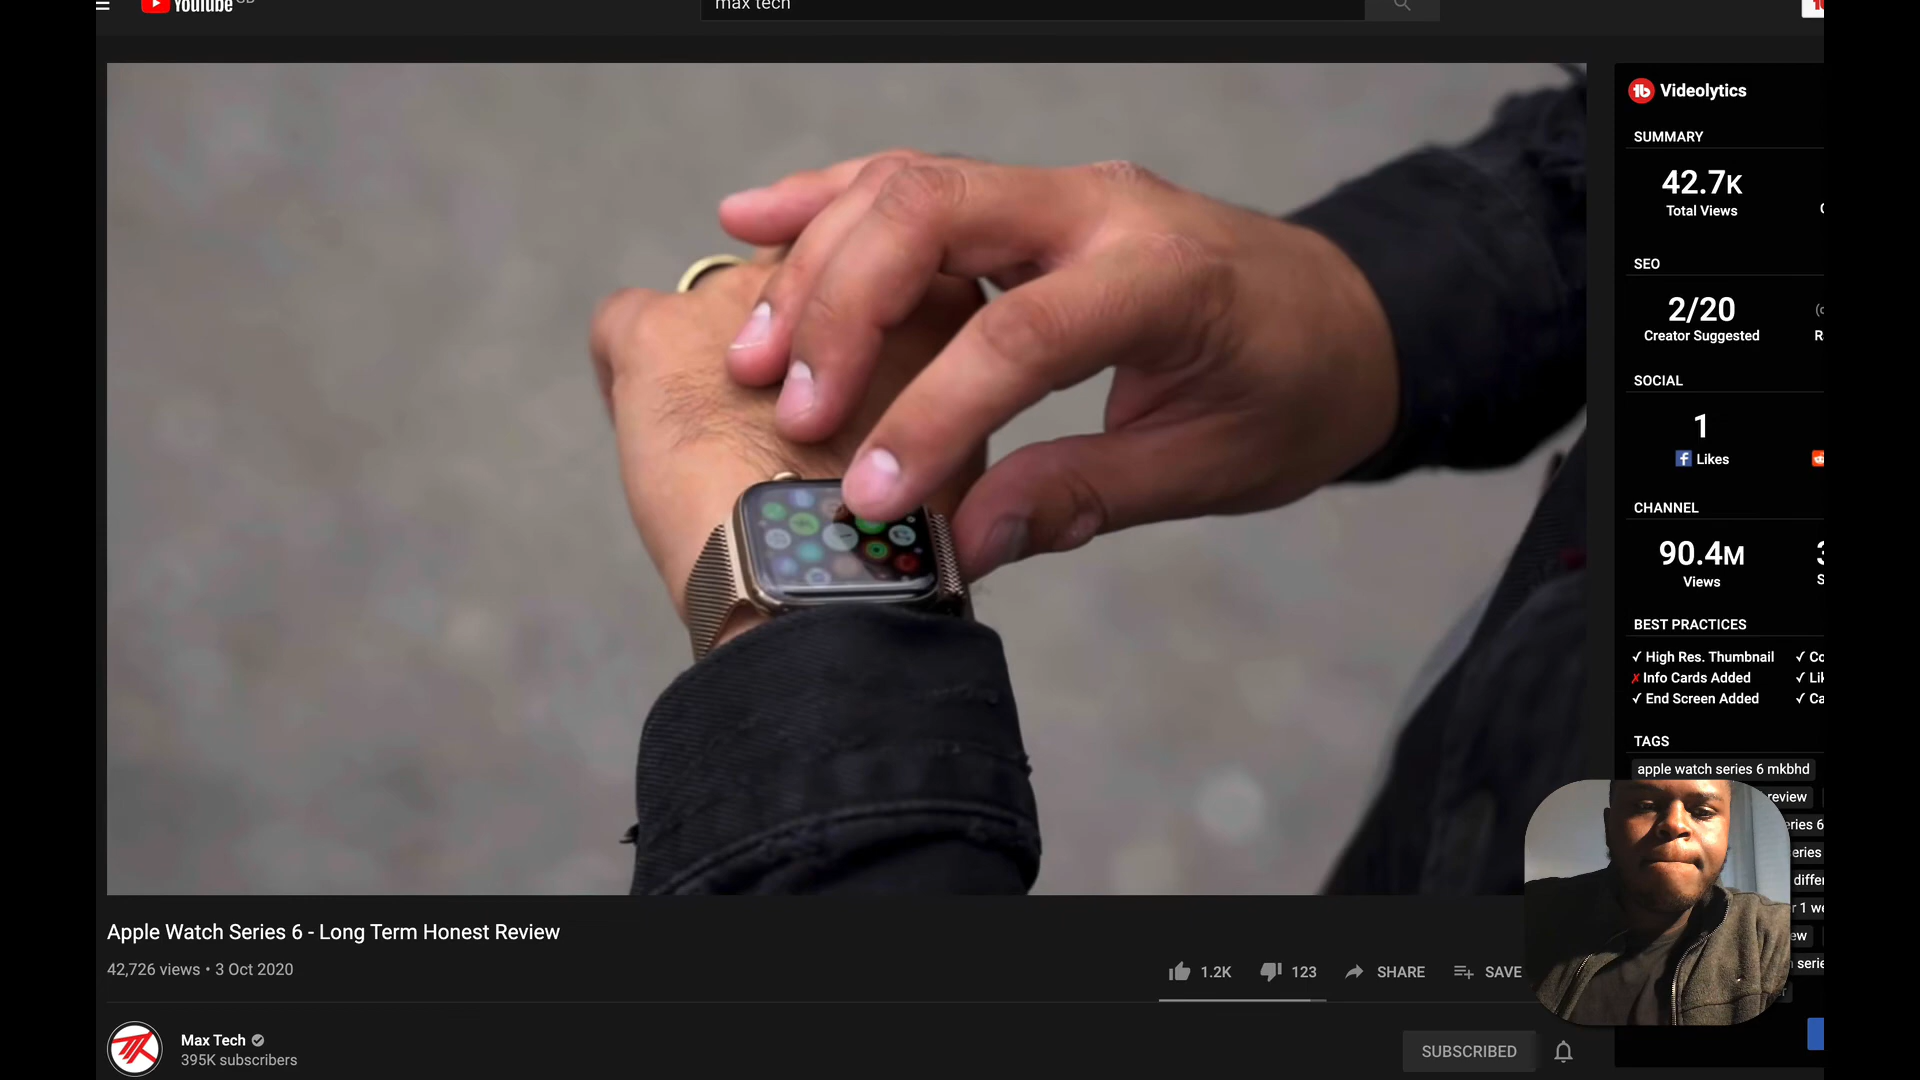 YouTube GB
max tech
Videolytics
SUMMARY
42.7K
Total Views
SEO
2/20
Creator Suggested
SOCIAL
1
Likes
CHANNEL
90.4M
Views
BEST PRACTICES
✓ High Res. Thumbnail
✗ Info Cards Added
✓ End Screen Added
TAGS
apple watch series 6 mkbhd
review
Apple Watch Series 6 - Long Term Honest Review
42,726 views • 3 Oct 2020
1.2K 123 SHARE SAVE
Max Tech
395K subscribers
SUBSCRIBED